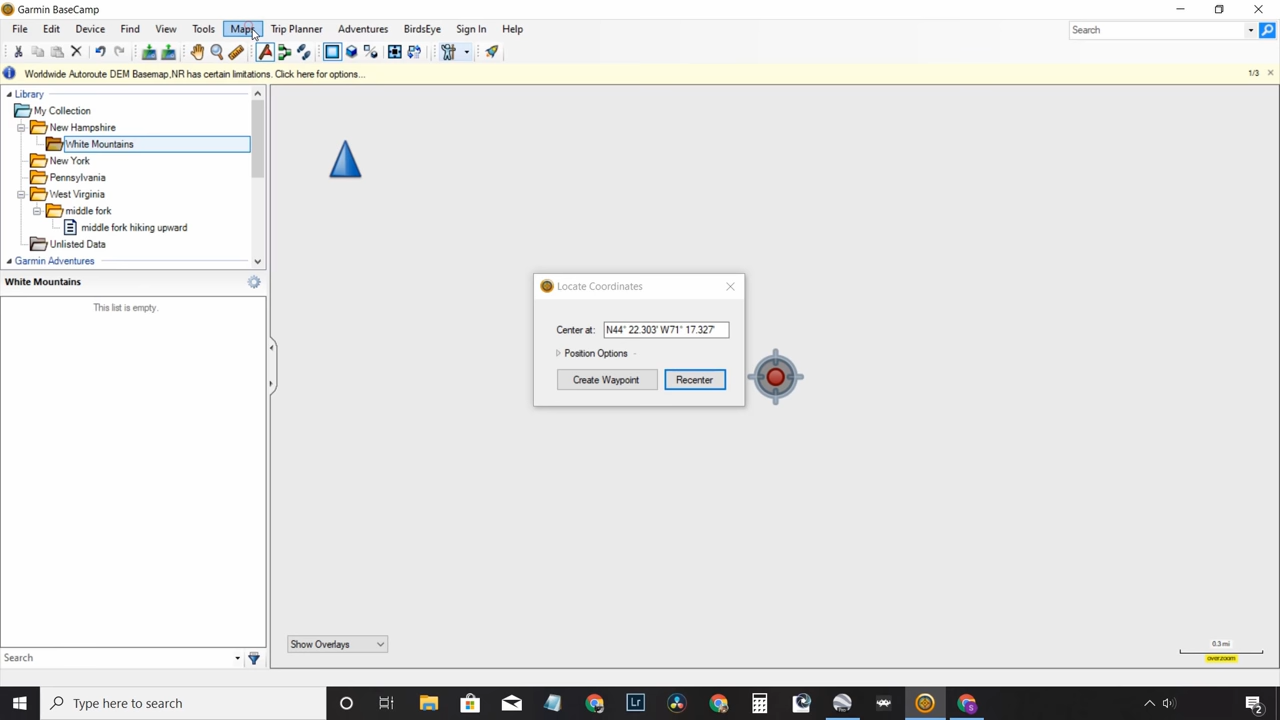 Garmin BaseCamp
File Edit Device Find View Tools Maps Trip Planner Adventures BirdsEye Sign In Help
Search
Worldwide Autoroute DEM Basemap,NR has certain limitations. Click here for options...
1/3
Library
My Collection
New Hampshire
White Mountains
New York
Pennsylvania
West Virginia
middle fork
middle fork hiking upward
Unlisted Data
Garmin Adventures
White Mountains
This list is empty.
Locate Coordinates
Center at: N44° 22.303' W71° 17.327'
Position Options
Create Waypoint Recenter
Show Overlays
0.3 mi
overzoom
Search
Type here to search
Lr
S
2